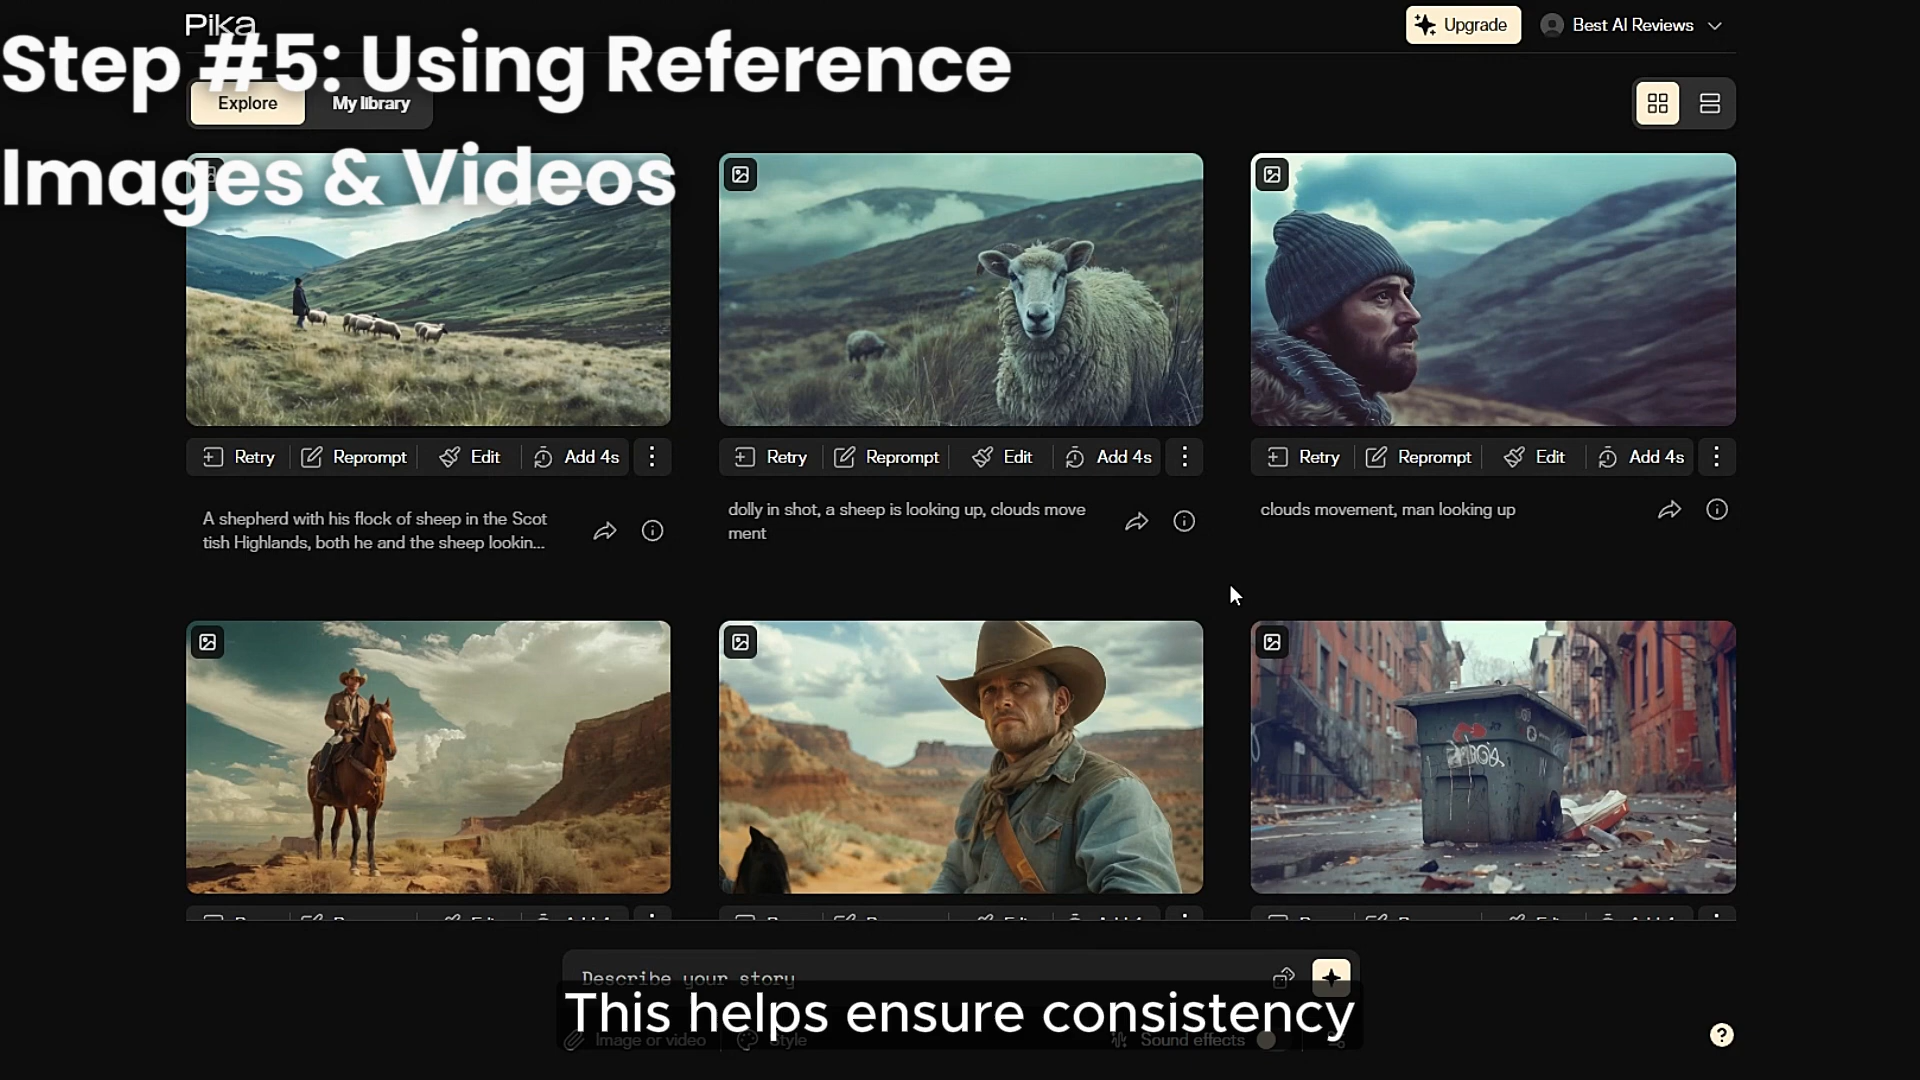 Pika
Upgrade
Best AI Reviews
Step #5: Using Reference
Images & Videos
Explore
My library
Retry
Reprompt
Edit
Add 4s
Retry
Reprompt
Edit
Add 4s
Retry
Reprompt
Edit
Add 4s
A shepherd with his flock of sheep in the Scot
tish Highlands, both he and the sheep lookin...
dolly in shot, a sheep is looking up, clouds move
ment
clouds movement, man looking up
Describe your story
This helps ensure consistency
Image or video
Style
Sound effects
?